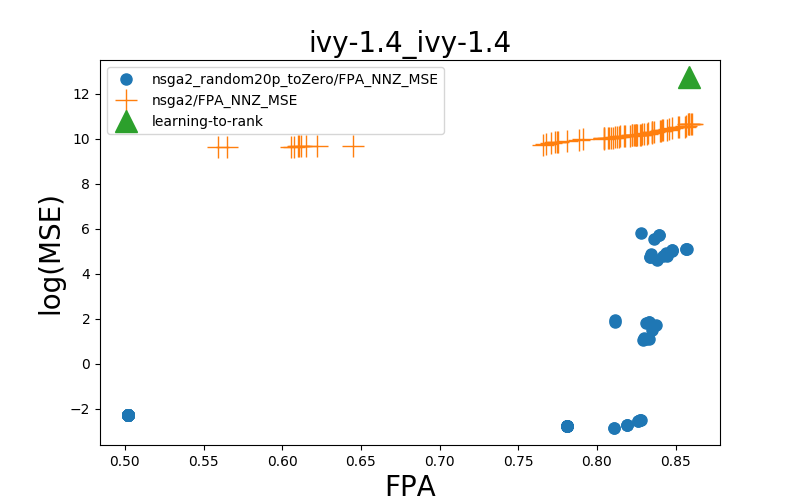 ivy-1.4_ivy-1.4
nsga2_random20p_toZero/FPA_NNZ_MSE
nsga2/FPA_NNZ_MSE
learning-to-rank
log(MSE)
12
10
8
6
4
2
0
−2
0.50
0.55
0.60
0.65
0.70
0.75
0.80
0.85
FPA